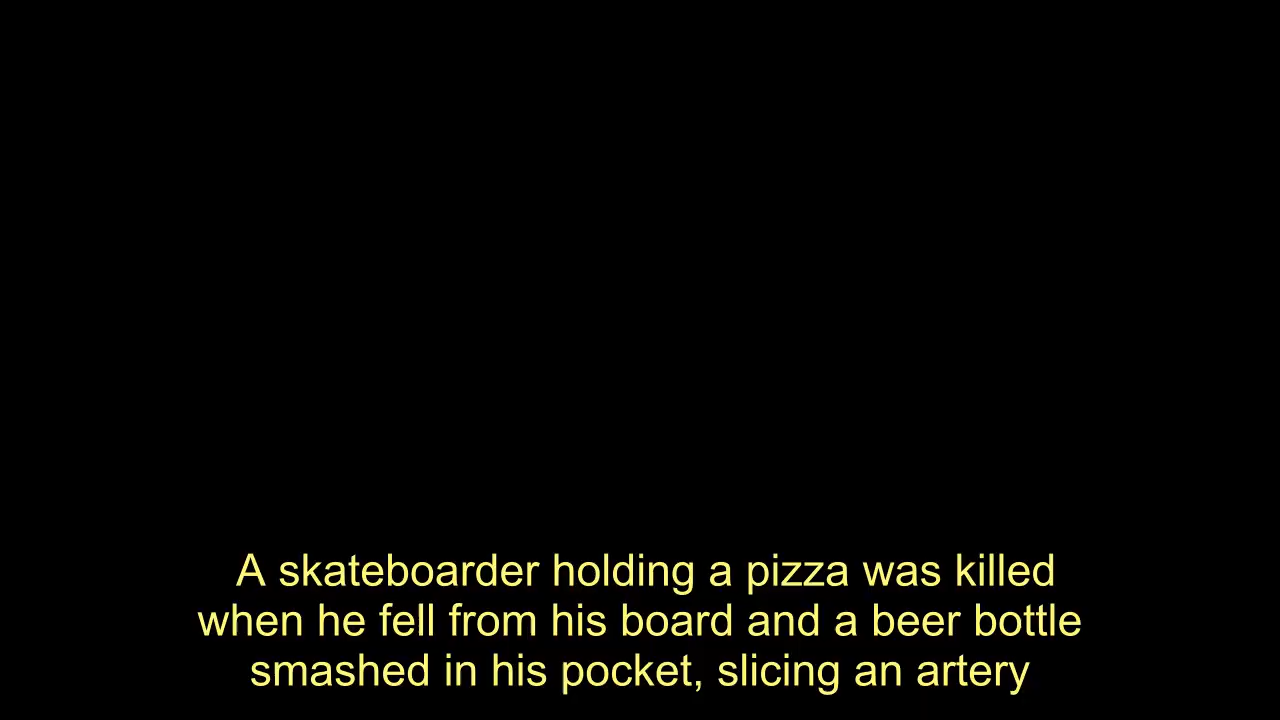 A skateboarder holding a pizza was killed
when he fell from his board and a beer bottle
smashed in his pocket, slicing an artery